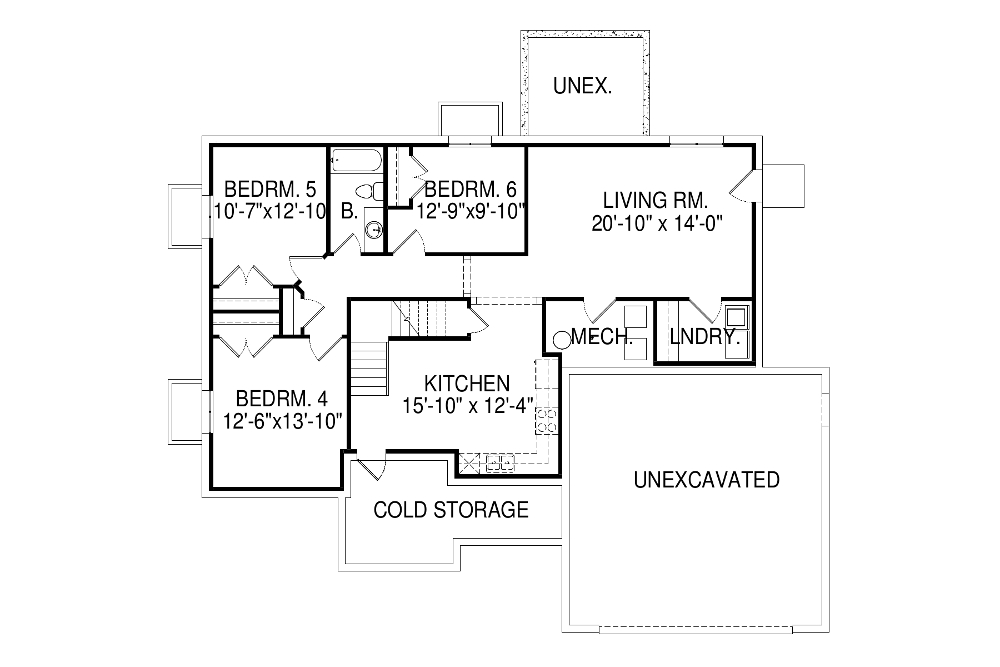 UNEX.
BEDRM. 5
10'-7"x12'-10
B.
BEDRM. 6
12'-9"x9'-10"
LIVING RM.
20'-10" x 14'-0"
MECH.
LNDRY.
KITCHEN
15'-10" x 12'-4"
BEDRM. 4
12'-6"x13'-10"
UNEXCAVATED
COLD STORAGE